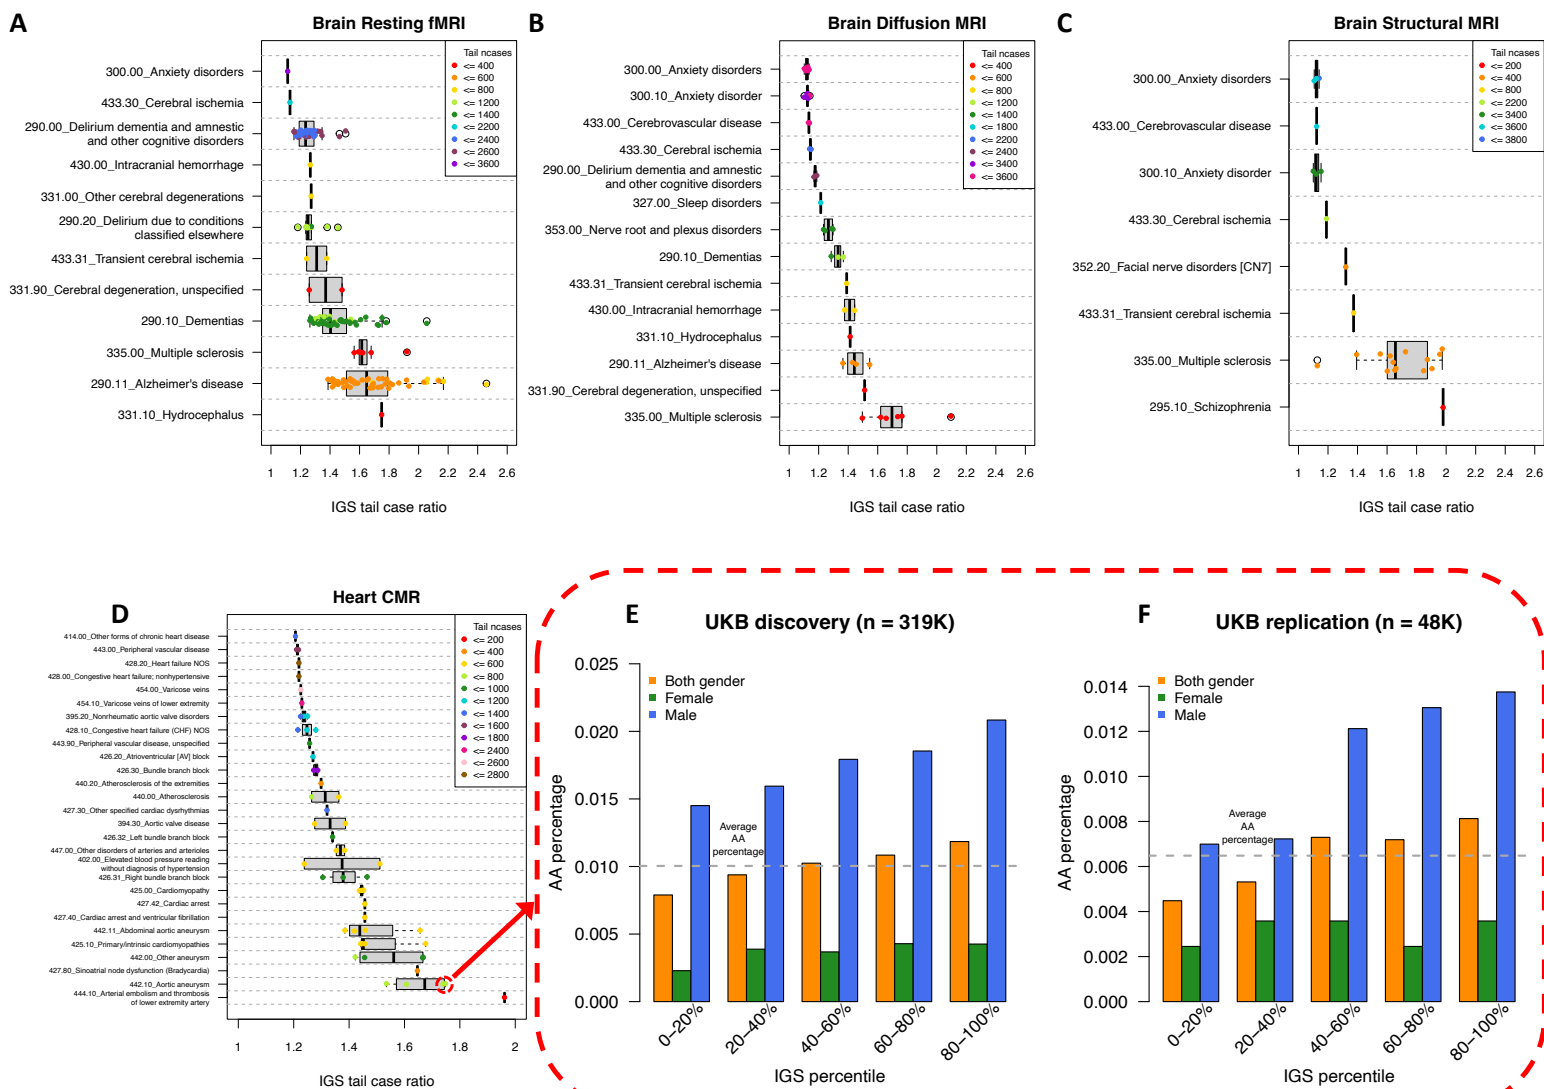 A
Brain Resting fMRI
Tail ncases
<= 400
<= 600
<= 800
<= 1200
<= 1400
<= 2200
<= 2400
<= 2600
<= 3600
300.00_Anxiety disorders
433.30_Cerebral ischemia
290.00_Delirium dementia and amnestic
and other cognitive disorders
430.00_Intracranial hemorrhage
331.00_Other cerebral degenerations
290.20_Delirium due to conditions
classified elsewhere
433.31_Transient cerebral ischemia
331.90_Cerebral degeneration, unspecified
290.10_Dementias
335.00_Multiple sclerosis
290.11_Alzheimer's disease
331.10_Hydrocephalus
1 1.2 1.4 1.6 1.8 2 2.2 2.4 2.6
IGS tail case ratio
B
Brain Diffusion MRI
Tail ncases
<= 400
<= 600
<= 800
<= 1200
<= 1400
<= 1800
<= 2200
<= 2400
<= 3400
<= 3600
300.00_Anxiety disorders
300.10_Anxiety disorder
433.00_Cerebrovascular disease
433.30_Cerebral ischemia
290.00_Delirium dementia and amnestic
and other cognitive disorders
327.00_Sleep disorders
353.00_Nerve root and plexus disorders
290.10_Dementias
433.31_Transient cerebral ischemia
430.00_Intracranial hemorrhage
331.10_Hydrocephalus
290.11_Alzheimer's disease
331.90_Cerebral degeneration, unspecified
335.00_Multiple sclerosis
1 1.2 1.4 1.6 1.8 2 2.2 2.4 2.6
IGS tail case ratio
C
Brain Structural MRI
Tail ncases
<= 200
<= 400
<= 800
<= 2200
<= 3400
<= 3600
<= 3800
300.00_Anxiety disorders
433.00_Cerebrovascular disease
300.10_Anxiety disorder
433.30_Cerebral ischemia
352.20_Facial nerve disorders [CN7]
433.31_Transient cerebral ischemia
335.00_Multiple sclerosis
295.10_Schizophrenia
1 1.2 1.4 1.6 1.8 2 2.2 2.4 2.6
IGS tail case ratio
D
Heart CMR
Tail ncases
<= 200
<= 400
<= 600
<= 800
<= 1000
<= 1200
<= 1400
<= 1600
<= 1800
<= 2400
<= 2600
<= 2800
414.00_Other forms of chronic heart disease
443.00_Peripheral vascular disease
428.20_Heart failure NOS
428.00_Congestive heart failure; nonhypertensive
454.00_Varicose veins
454.10_Varicose veins of lower extremity
395.20_Nonrheumatic aortic valve disorders
428.10_Congestive heart failure (CHF) NOS
443.90_Peripheral vascular disease, unspecified
426.20_Atrioventricular [AV] block
426.30_Bundle branch block
440.20_Atherosclerosis of the extremities
440.00_Atherosclerosis
427.30_Other specified cardiac dysrhythmias
394.30_Aortic valve disease
426.32_Left bundle branch block
447.00_Other disorders of arteries and arterioles
402.00_Elevated blood pressure reading
without diagnosis of hypertension
426.31_Right bundle branch block
425.00_Cardiomyopathy
427.42_Cardiac arrest
427.40_Cardiac arrest and ventricular fibrillation
442.11_Abdominal aortic aneurysm
425.10_Primary/intrinsic cardiomyopathies
442.00_Other aneurysm
427.80_Sinoatrial node dysfunction (Bradycardia)
442.10_Aortic aneurysm
444.10_Arterial embolism and thrombosis
of lower extremity artery
1 1.2 1.4 1.6 1.8 2
IGS tail case ratio
E
UKB discovery (n = 319K)
Both gender
Female
Male
AA percentage
0.025
0.020
0.015
0.010
0.005
0.000
Average
AA
percentage
0−20% 20−40% 40−60% 60−80% 80−100%
IGS percentile
F
UKB replication (n = 48K)
Both gender
Female
Male
AA percentage
0.014
0.012
0.010
0.008
0.006
0.004
0.002
0.000
Average
AA
percentage
0−20% 20−40% 40−60% 60−80% 80−100%
IGS percentile